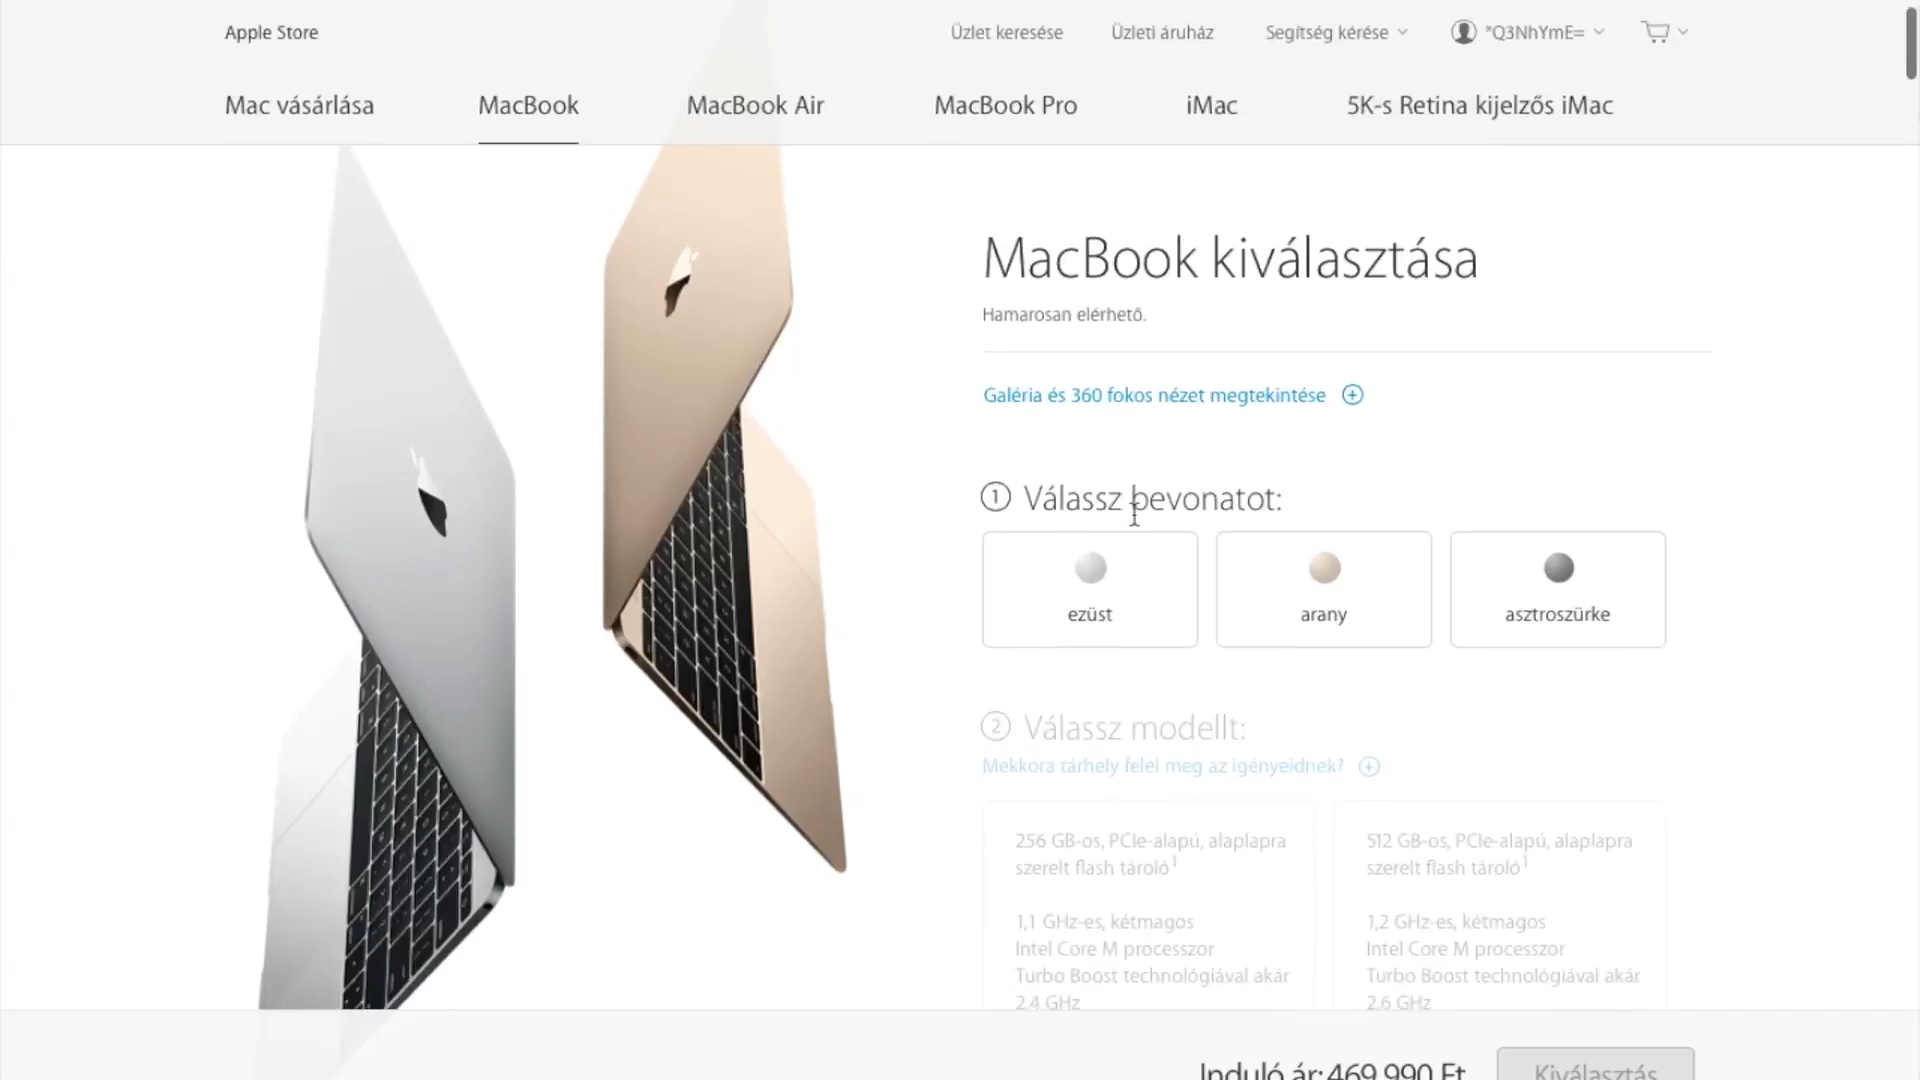 Apple Store
Üzlet keresése
Üzleti áruház
Segítség kérése
*Q3NhYmE=
Mac vásárlása
MacBook
MacBook Air
MacBook Pro
iMac
5K-s Retina kijelzős iMac
MacBook kiválasztása
Hamarosan elérhető.
Galéria és 360 fokos nézet megtekintése
1 Válassz bevonatot:
ezüst
arany
asztroszürke
2 Válassz modellt:
Mekkora tárhely felel meg az igényeidnek?
256 GB-os, PCIe-alapú, alaplapra
szerelt flash tároló1
1,1 GHz-es, kétmagos
Intel Core M processzor
Turbo Boost technológiával akár
2,4 GHz
512 GB-os, PCIe-alapú, alaplapra
szerelt flash tároló1
1,2 GHz-es, kétmagos
Intel Core M processzor
Turbo Boost technológiával akár
2,6 GHz
Induló ár: 469 990 Ft
Kiválasztás